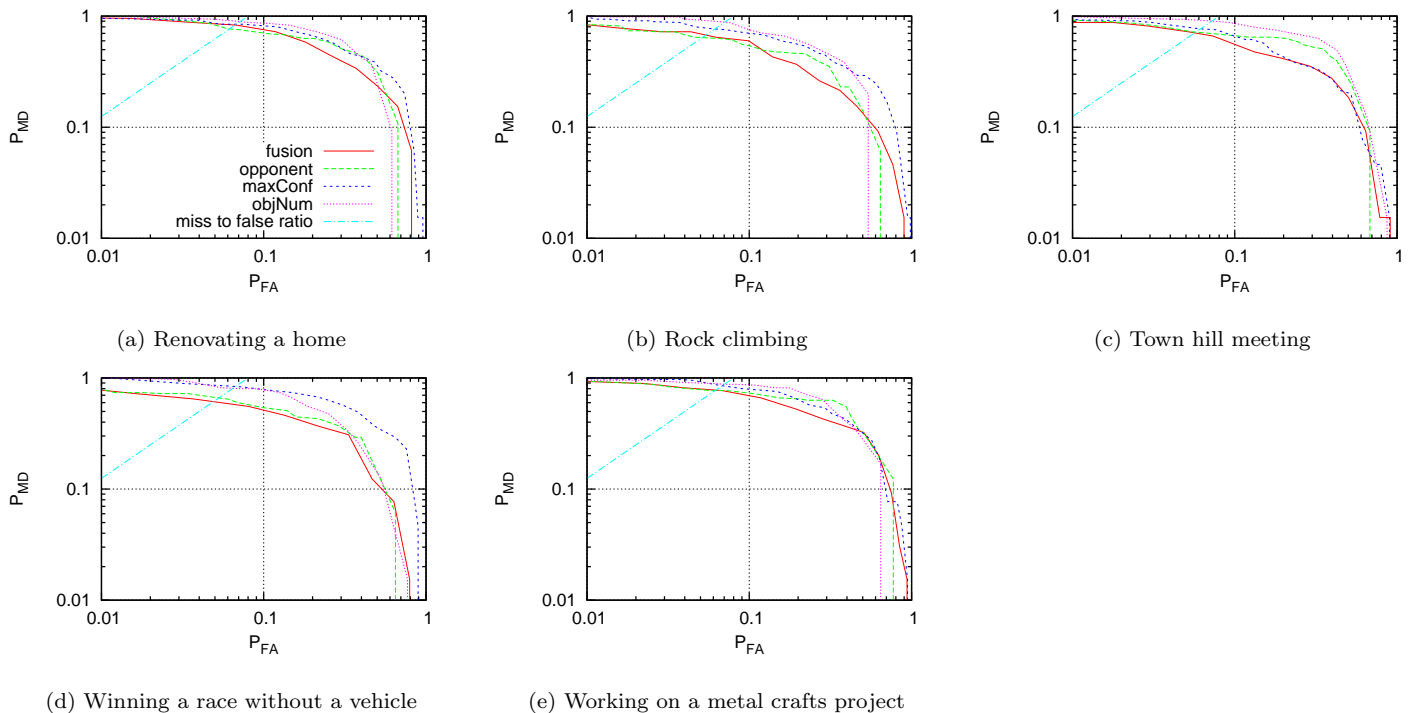 1
0.1
0.01
0.01
0.1
1
P_MD
P_FA
fusion
opponent
maxConf
objNum
miss to false ratio
(a) Renovating a home
1
0.1
0.01
0.01
0.1
1
P_MD
P_FA
(b) Rock climbing
1
0.1
0.01
0.01
0.1
1
P_MD
P_FA
(c) Town hill meeting
1
0.1
0.01
0.01
0.1
1
P_MD
P_FA
(d) Winning a race without a vehicle
1
0.1
0.01
0.01
0.1
1
P_MD
P_FA
(e) Working on a metal crafts project